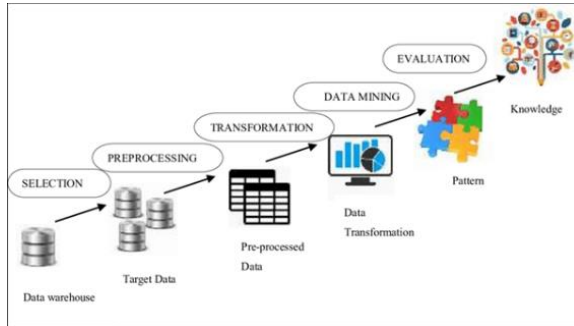 EVALUATION
Knowledge
DATA MINING
Pattern
TRANSFORMATION
Data
Transformation
PREPROCESSING
Pre-processed
Data
SELECTION
Target Data
Data warehouse